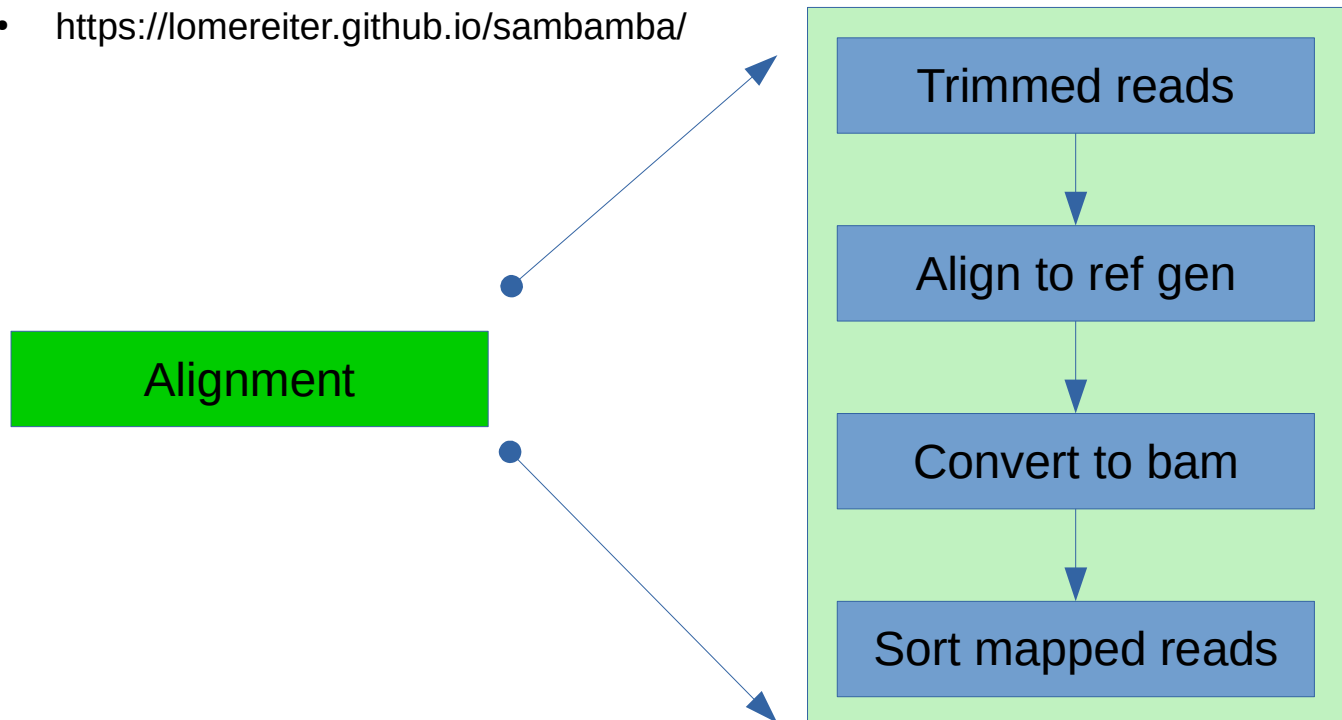 • https://lomereiter.github.io/sambamba/
Alignment
Trimmed reads
Align to ref gen
Convert to bam
Sort mapped reads